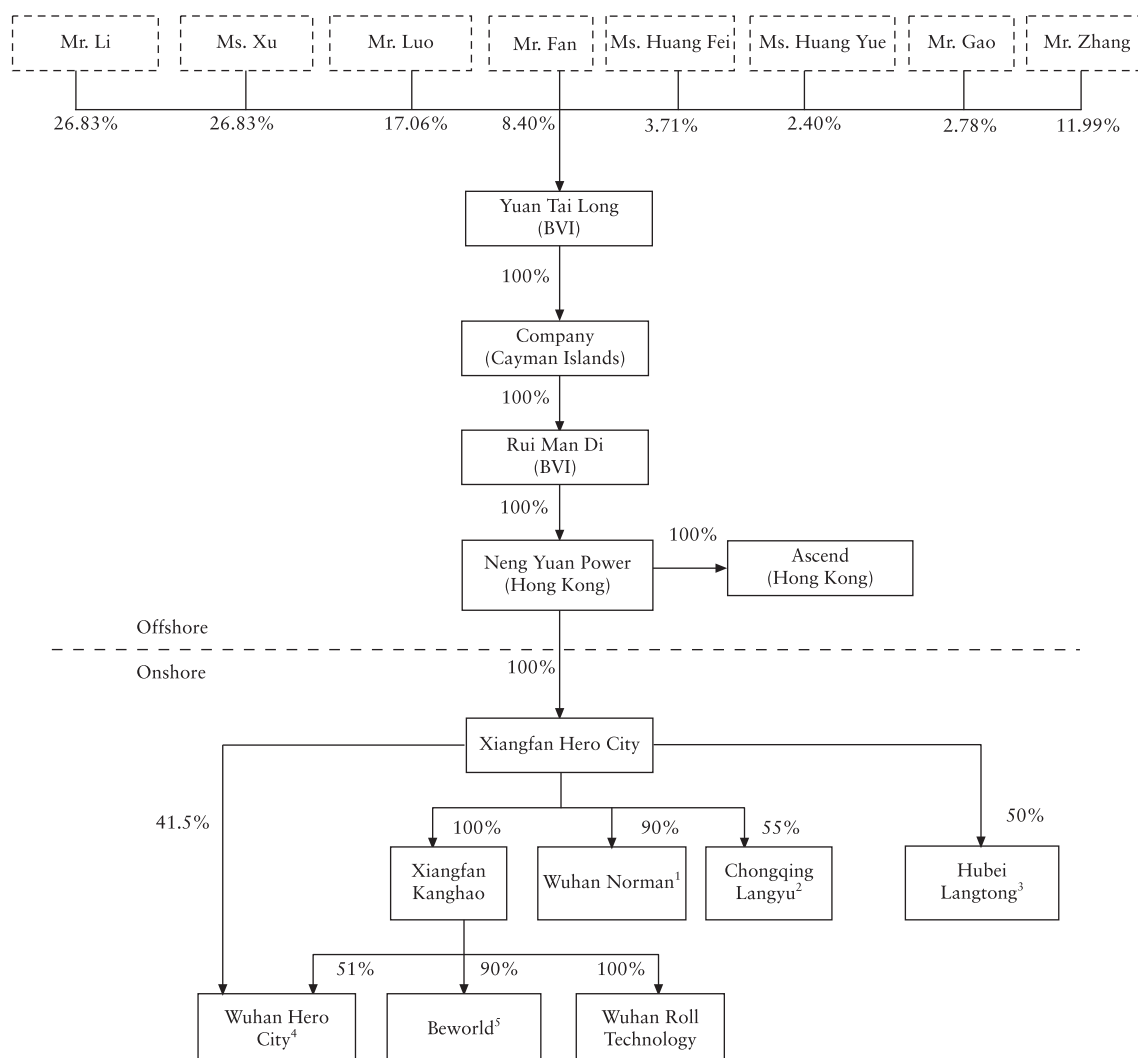 Mr. Li
Ms. Xu
Mr. Luo
Mr. Fan
Ms. Huang Fei
Ms. Huang Yue
Mr. Gao
Mr. Zhang
26.83%
26.83%
17.06%
8.40%
3.71%
2.40%
2.78%
11.99%
Yuan Tai Long
(BVI)
100%
Company
(Cayman Islands)
100%
Rui Man Di
(BVI)
100%
100%
Neng Yuan Power
(Hong Kong)
Ascend
(Hong Kong)
Offshore
Onshore
100%
Xiangfan Hero City
41.5%
100%
90%
55%
50%
Xiangfan
Kanghao
Wuhan Norman1
Chongqing
Langyu2
Hubei
Langtong3
51%
90%
100%
Wuhan Hero
City4
Beworld5
Wuhan Roll
Technology